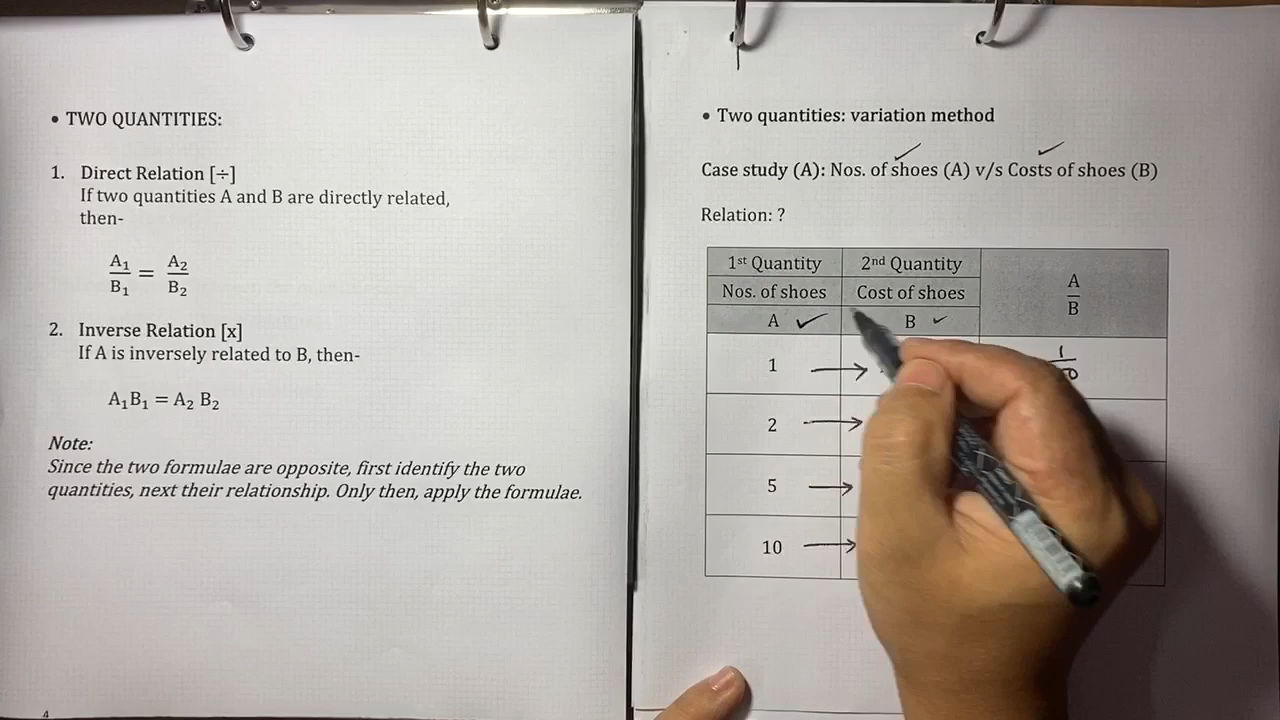 • TWO QUANTITIES:
1. Direct Relation [÷]
If two quantities A and B are directly related,
then-
A₁/B₁ = A₂/B₂
2. Inverse Relation [x]
If A is inversely related to B, then-
A₁B₁ = A₂ B₂
Note:
Since the two formulae are opposite, first identify the two
quantities, next their relationship. Only then, apply the formulae.
4
• Two quantities: variation method
Case study (A): Nos. of shoes (A) v/s Costs of shoes (B)
Relation: ?
1st Quantity 2nd Quantity A/B
Nos. of shoes Cost of shoes
A ✓ B ✓
1 →
2 →
5 →
10 →